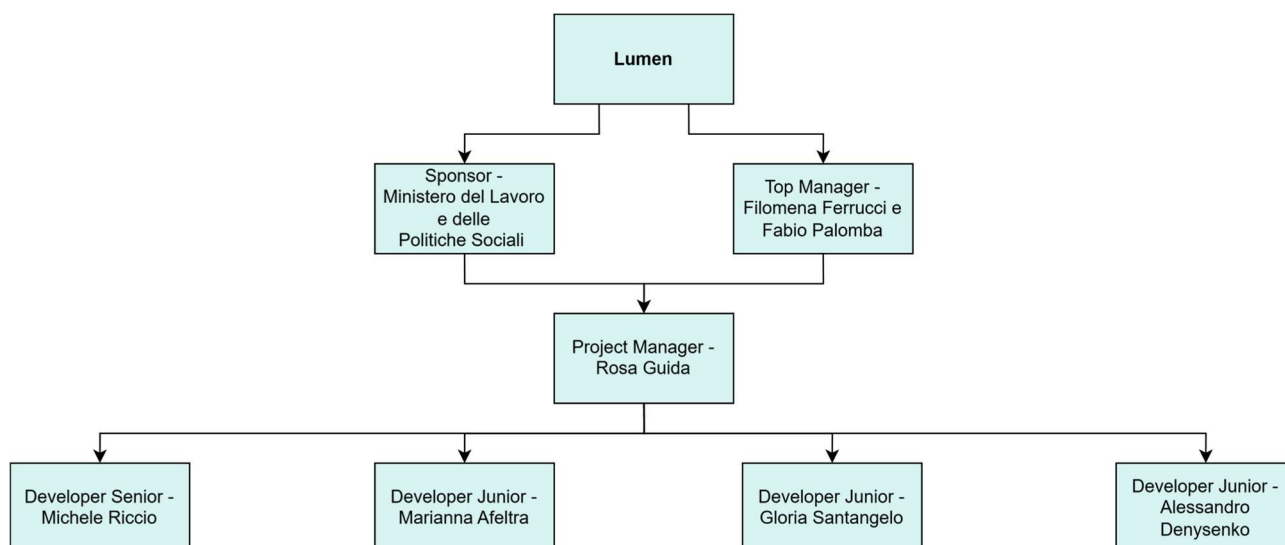 Lumen
Sponsor -
Ministero del Lavoro
e delle
Politiche Sociali
Top Manager -
Filomena Ferrucci e
Fabio Palomba
Project Manager -
Rosa Guida
Developer Senior -
Michele Riccio
Developer Junior -
Marianna Afeltra
Developer Junior -
Gloria Santangelo
Developer Junior -
Alessandro
Denysenko